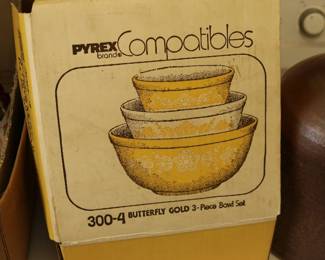 PYREX Compatibles
brand®
300-4 BUTTERFLY GOLD 3-Piece Bowl Set